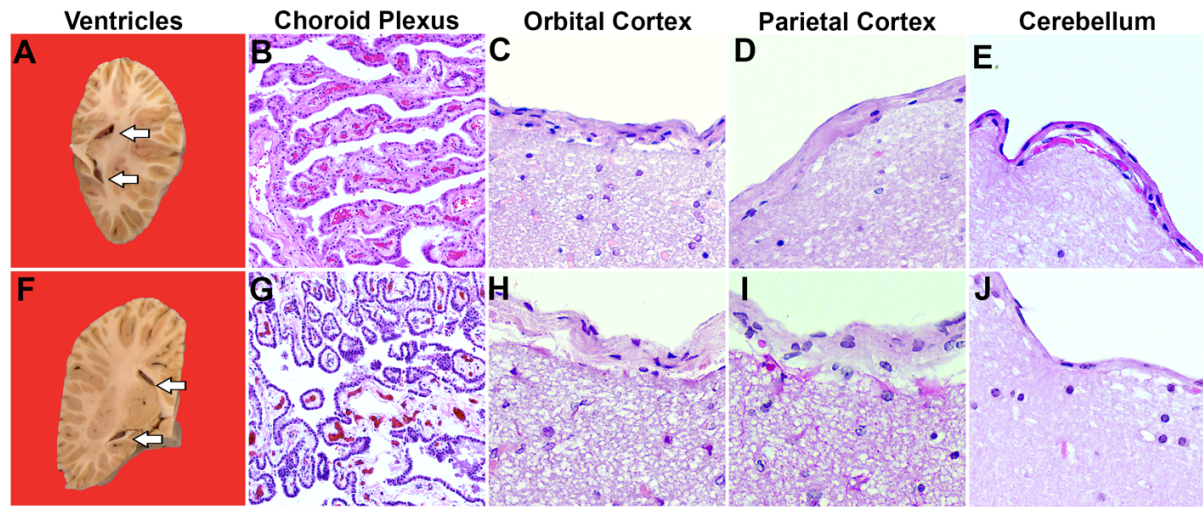 Ventricles Choroid Plexus Orbital Cortex Parietal Cortex Cerebellum
A B C D E
F G H I J